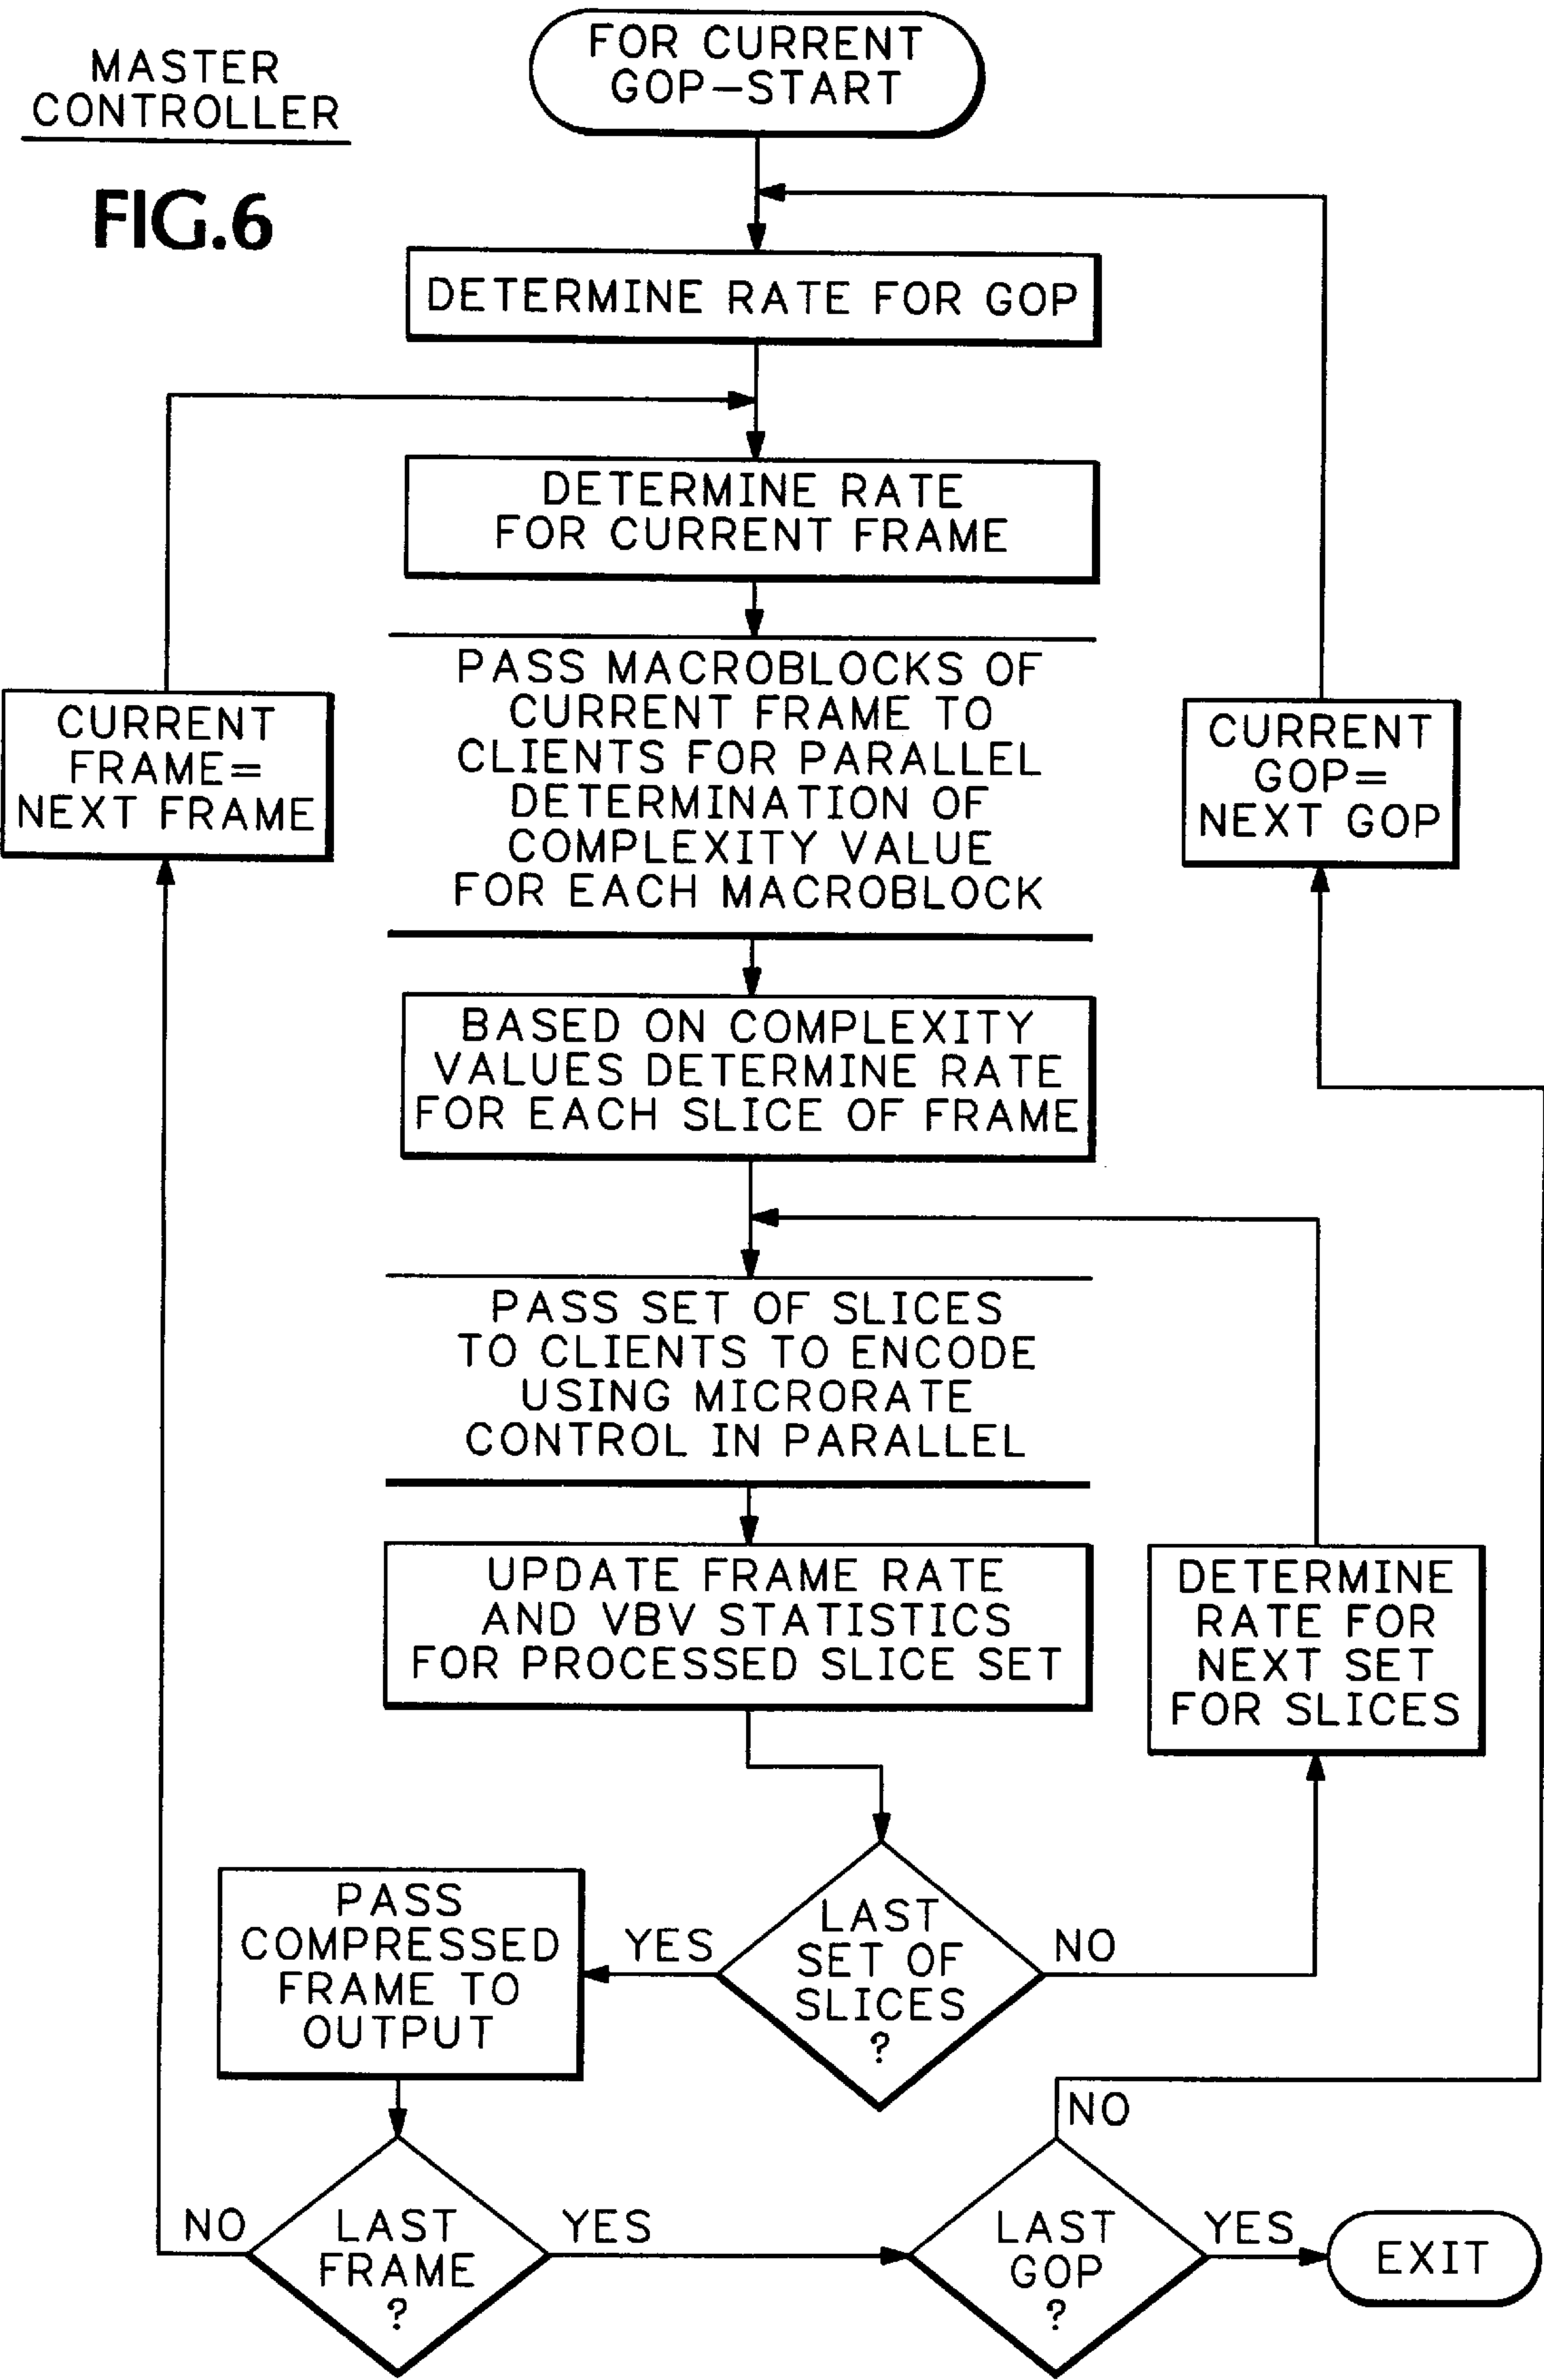 MASTER
CONTROLLER
FIG.6
FOR CURRENT
GOP-START
DETERMINE RATE FOR GOP
DETERMINE RATE
FOR CURRENT FRAME
PASS MACROBLOCKS OF
CURRENT FRAME TO
CLIENTS FOR PARALLEL
DETERMINATION OF
COMPLEXITY VALUE
FOR EACH MACROBLOCK
CURRENT
FRAME=
NEXT FRAME
CURRENT
GOP=
NEXT GOP
BASED ON COMPLEXITY
VALUES DETERMINE RATE
FOR EACH SLICE OF FRAME
PASS SET OF SLICES
TO CLIENTS TO ENCODE
USING MICRORATE
CONTROL IN PARALLEL
UPDATE FRAME RATE
AND VBV STATISTICS
FOR PROCESSED SLICE SET
DETERMINE
RATE FOR
NEXT SET
FOR SLICES
LAST
SET OF
SLICES
?
YES
NO
PASS
COMPRESSED
FRAME TO
OUTPUT
LAST
FRAME
?
NO
YES
LAST
GOP
?
NO
YES
EXIT